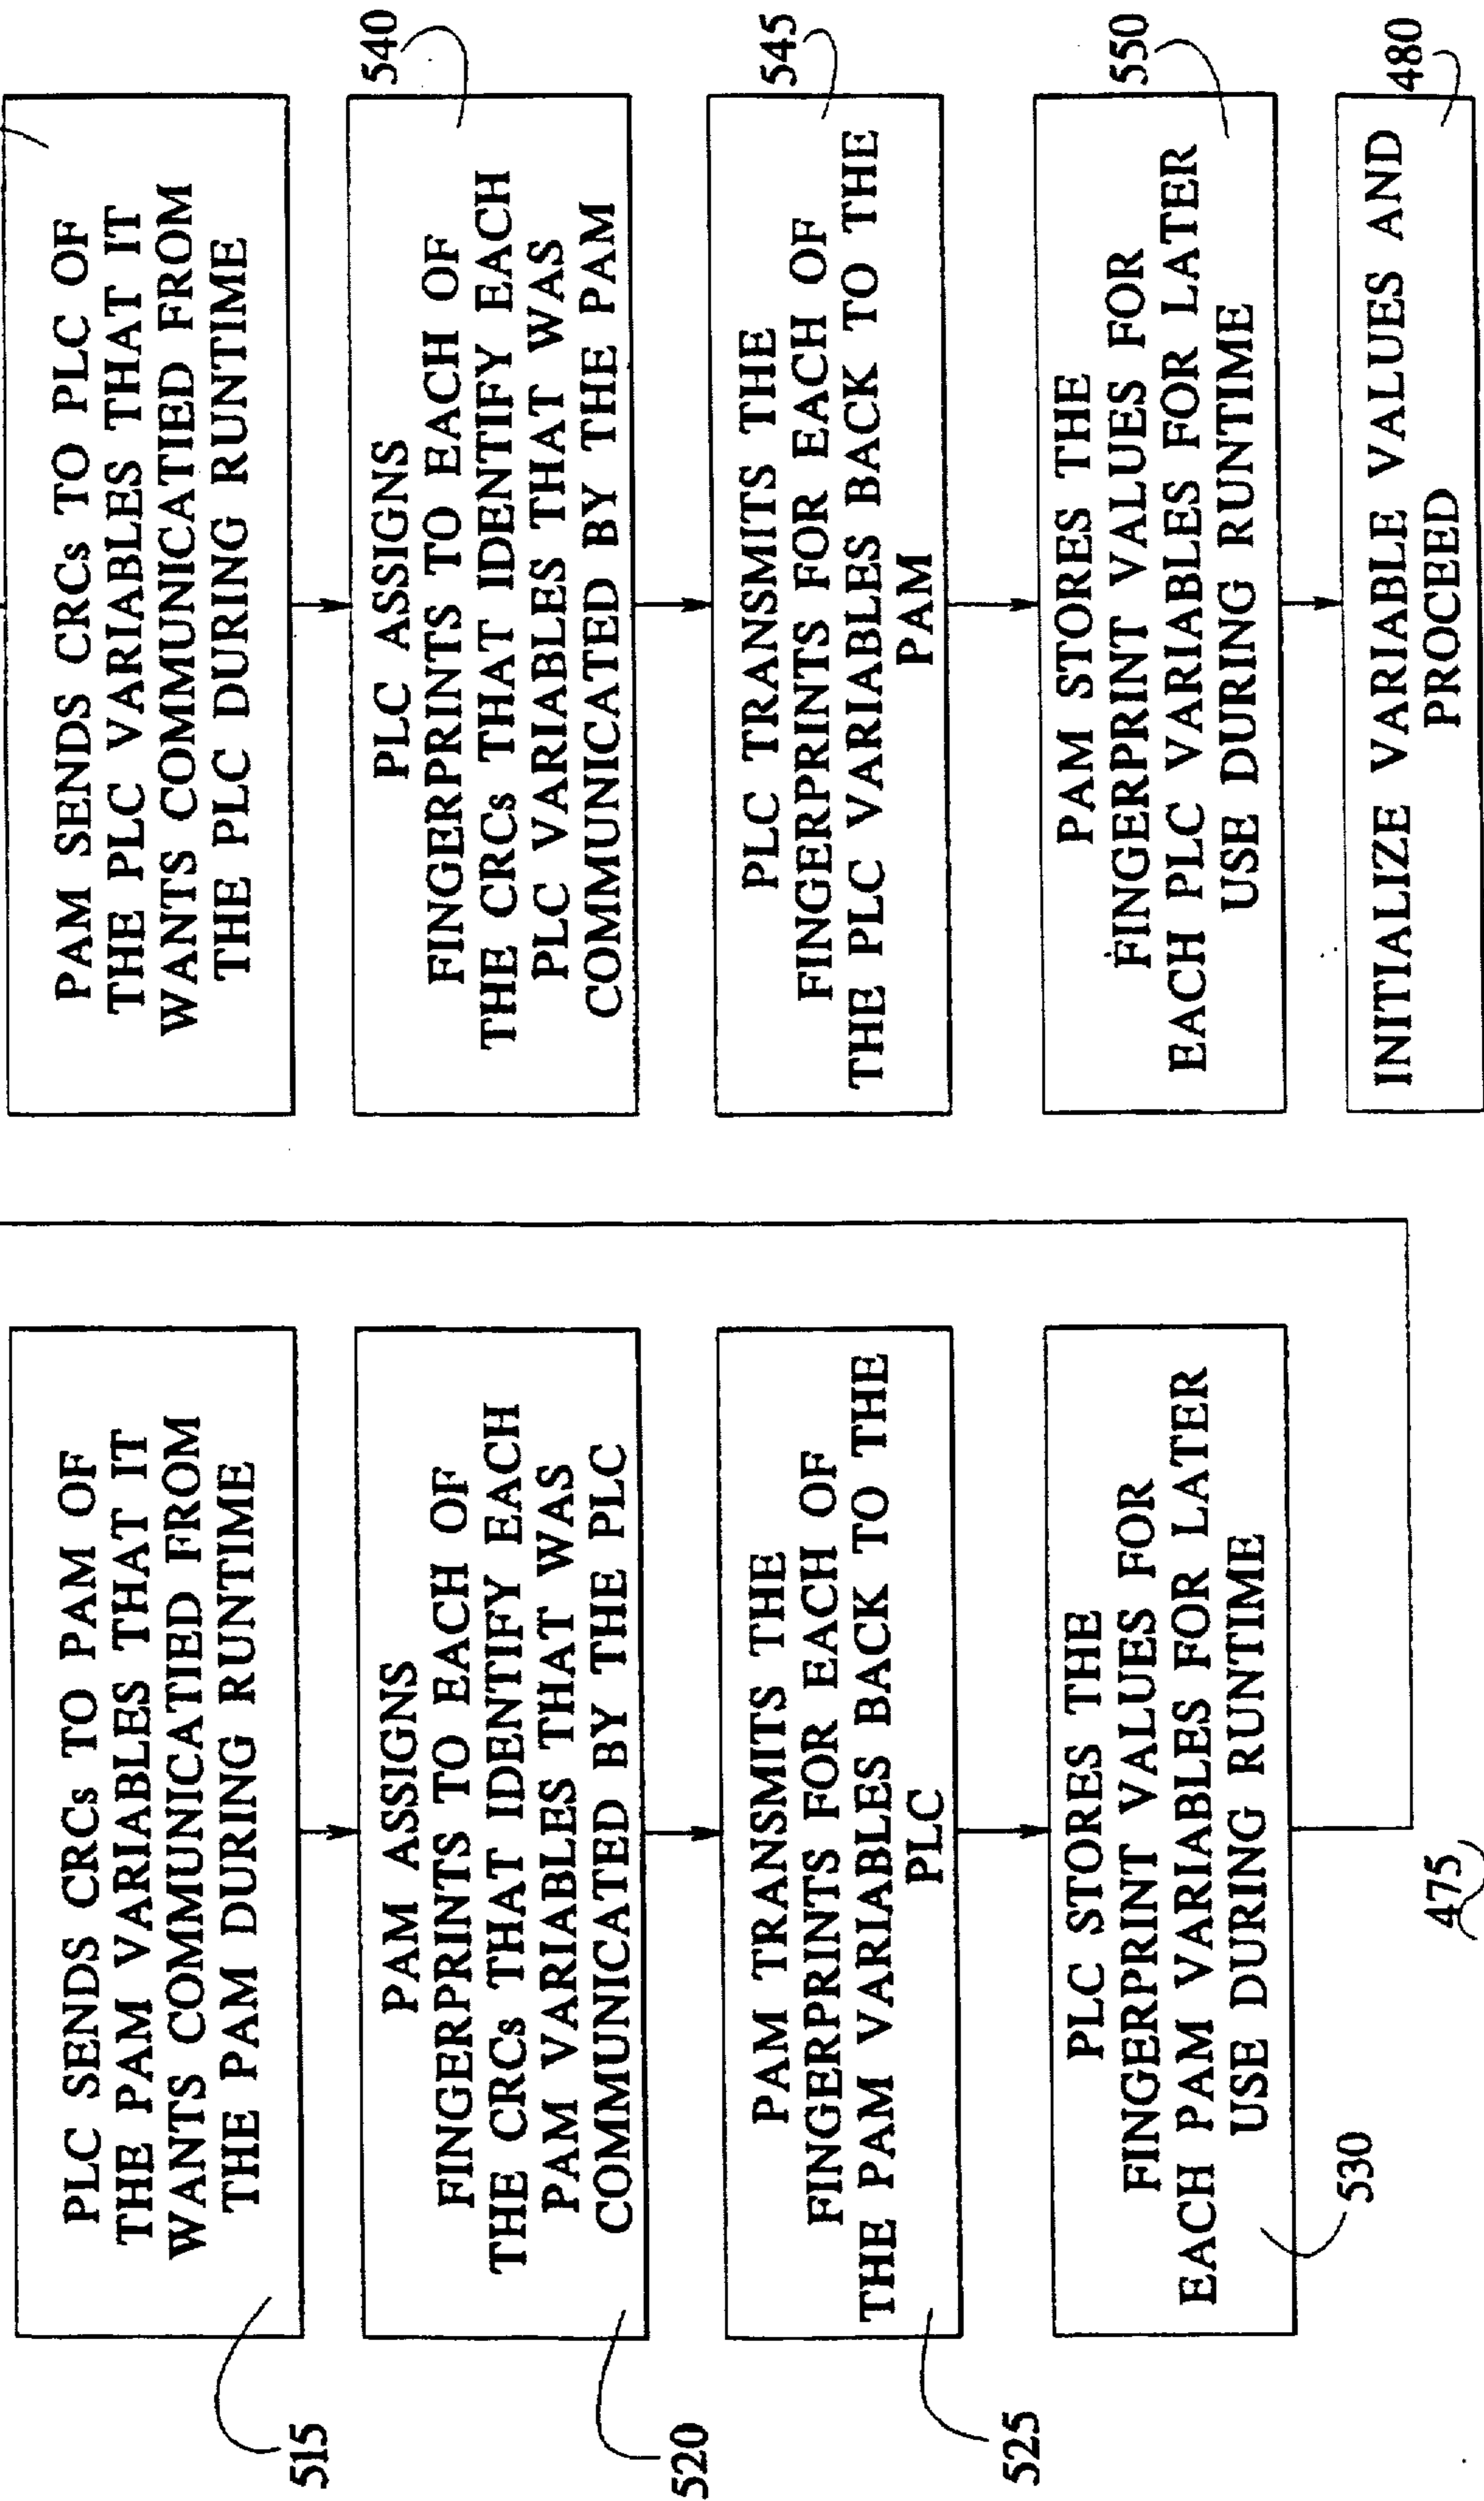 PLC SENDS CRCs TO PAM OF
THE PAM VARIABLES THAT IT
WANTS COMMUNICATIED FROM
THE PAM DURING RUNTIME
515
PAM ASSIGNS
FINGERPRINTS TO EACH OF
THE CRCs THAT IDENTIFY EACH
PAM VARIABLES THAT WAS
COMMUNICATED BY THE PLC
520
PAM TRANSMITS THE
FINGERPRINTS FOR EACH OF
THE PAM VARIABLES BACK TO THE
PLC
525
PLC STORES THE
FINGERPRINT VALUES FOR
EACH PAM VARIABLES FOR LATER
USE DURING RUNTIME
530
475
PAM SENDS CRCs TO PLC OF
THE PLC VARIABLES THAT IT
WANTS COMMUNICATIED FROM
THE PLC DURING RUNTIME
540
PLC ASSIGNS
FINGERPRINTS TO EACH OF
THE CRCs THAT IDENTIFY EACH
PLC VARIABLES THAT WAS
COMMUNICATED BY THE PAM
545
PLC TRANSMITS THE
FINGERPRINTS FOR EACH OF
THE PLC VARIABLES BACK TO THE
PAM
550
PAM STORES THE
FINGERPRINT VALUES FOR
EACH PLC VARIABLES FOR LATER
USE DURING RUNTIME
480
INITIALIZE VARIABLE VALUES AND
PROCEED